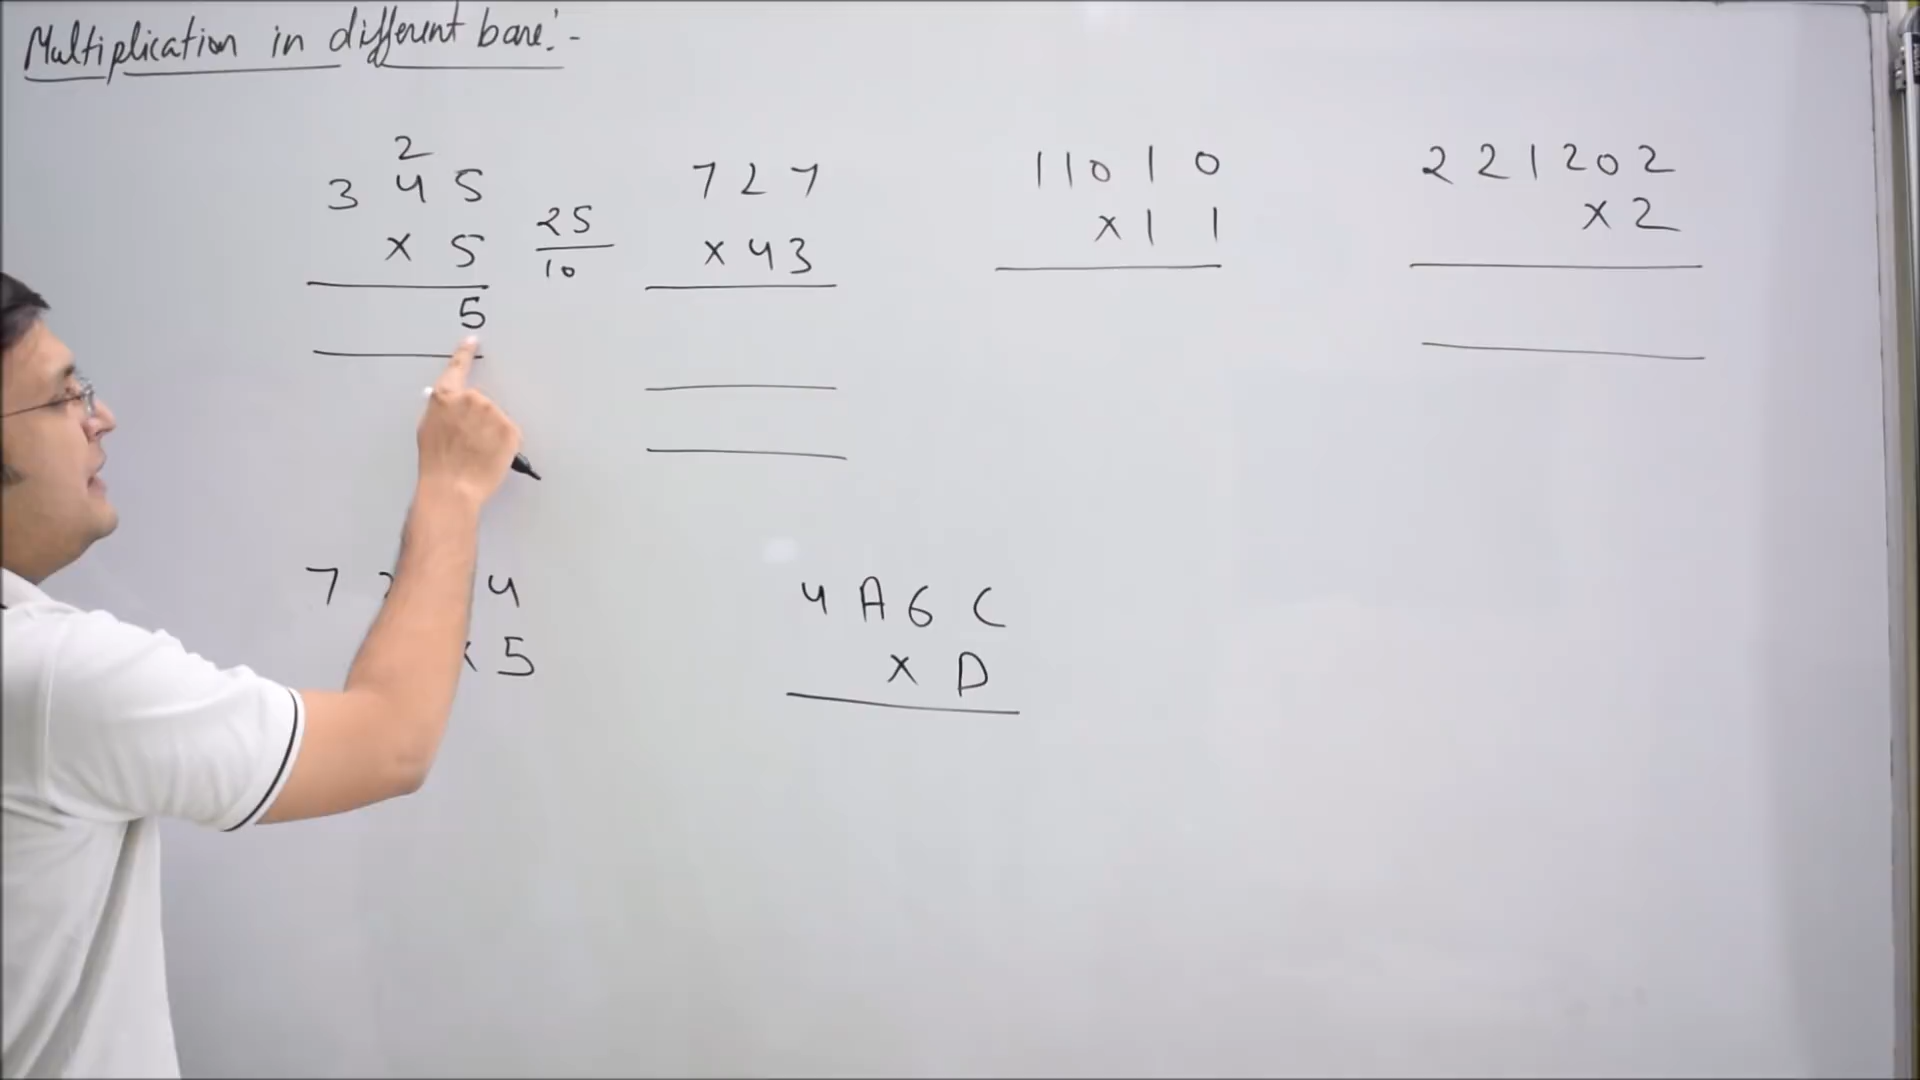 Multiplication in different base:-
2
3 4 5
x 5
25
10
5
7 2 7
x 4 3
1 1 0 1 0
x 1 1
2 2 1 2 0 2
x 2
7 2 4
x 5
4 A 6 C
x D